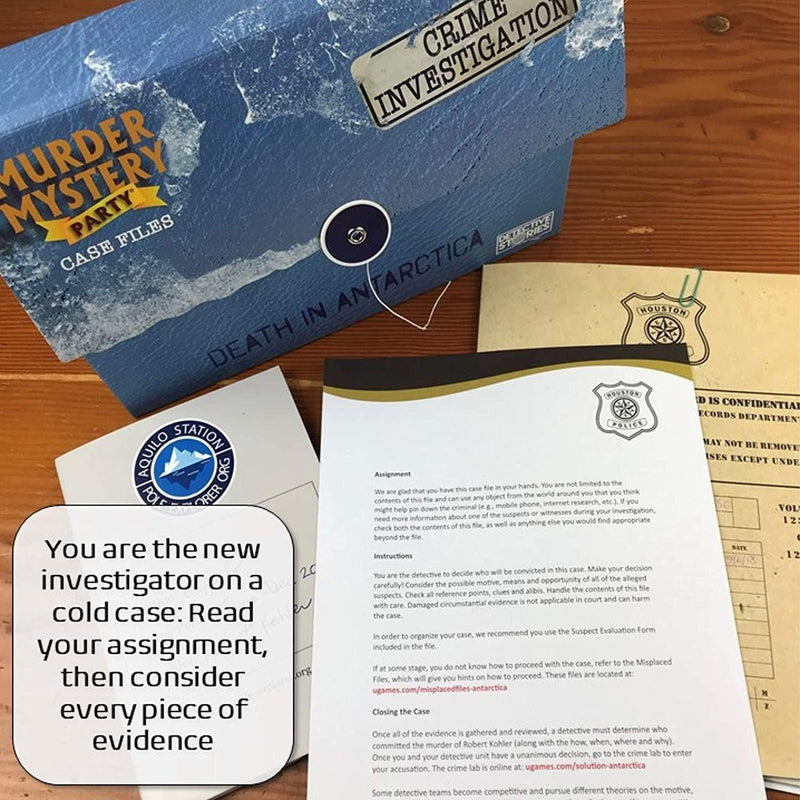 CRIME
INVESTIGATION
MURDER
MYSTERY
PARTY
CASE FILES
DETECTIVE
STORIES
DEATH IN ANTARCTICA
HOUSTON
D IS CONFIDENTIAL
ECORDS DEPARTMEN
MAY NOT BE REMOVE
SES EXCEPT UNDE
VOL
DATE
M
Z
AQUILO STATION
POLE EXPLORER.ORG
Kohler
HOUSTON
POLICE
Assignment
We are glad that you have this case file in your hands. You are not limited to the
contents of this file and can use any object from the world around you that you think
might help pin down the criminal (e.g., mobile phone, internet research, etc.). If you
need more information about one of the suspects or witnesses during your investigation,
check both the contents of this file, as well as anything else you would find appropriate
beyond the file.
Instructions
You are the detective to decide who will be convicted in this case. Make your decision
carefully! Consider the possible motive, means and opportunity of all of the alleged
suspects. Check all reference points, clues and alibis. Handle the contents of this file
with care. Damaged circumstantial evidence is not applicable in court and can harm
the case.
In order to organize your case, we recommend you use the Suspect Evaluation Form
included in the file.
If at some stage, you do not know how to proceed with the case, refer to the Misplaced
Files, which will give you hints on how to proceed. These files are located at:
ugames.com/misplacedfiles-antarctica
Closing the Case
Once all of the evidence is gathered and reviewed, a detective must determine who
committed the murder of Robert Kohler (along with the how, when, where and why).
Once you and your detective unit have a unanimous decision, go to the crime lab to enter
your accusation. The crime lab is online at: ugames.com/solution-antarctica
Some detective teams become competitive and pursue different theories on the motive,
You are the new
investigator on a
cold case: Read
your assignment,
then consider
every piece of
evidence